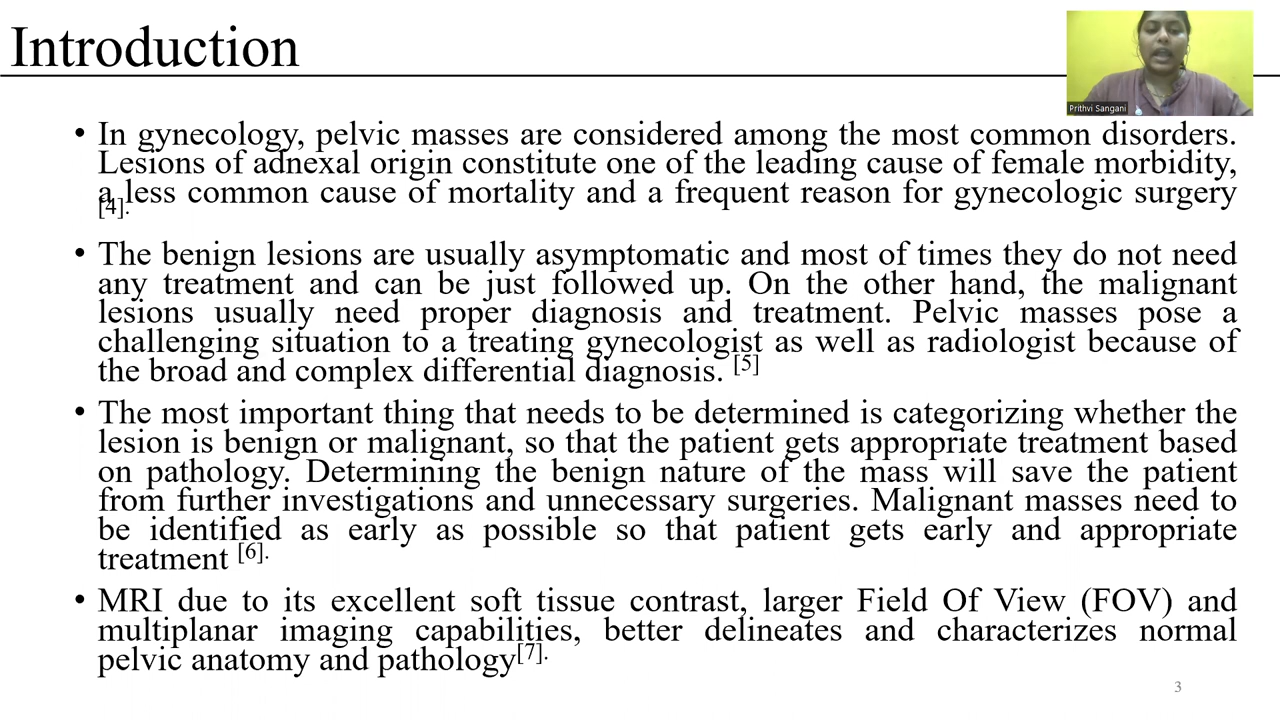 Introduction
Prithvi Sangani
• In gynecology, pelvic masses are considered among the most common disorders.
Lesions of adnexal origin constitute one of the leading cause of female morbidity,
a less common cause of mortality and a frequent reason for gynecologic surgery
[4].
• The benign lesions are usually asymptomatic and most of times they do not need
any treatment and can be just followed up. On the other hand, the malignant
lesions usually need proper diagnosis and treatment. Pelvic masses pose a
challenging situation to a treating gynecologist as well as radiologist because of
the broad and complex differential diagnosis. [5]
• The most important thing that needs to be determined is categorizing whether the
lesion is benign or malignant, so that the patient gets appropriate treatment based
on pathology. Determining the benign nature of the mass will save the patient
from further investigations and unnecessary surgeries. Malignant masses need to
be identified as early as possible so that patient gets early and appropriate
treatment [6].
• MRI due to its excellent soft tissue contrast, larger Field Of View (FOV) and
multiplanar imaging capabilities, better delineates and characterizes normal
pelvic anatomy and pathology[7].
3